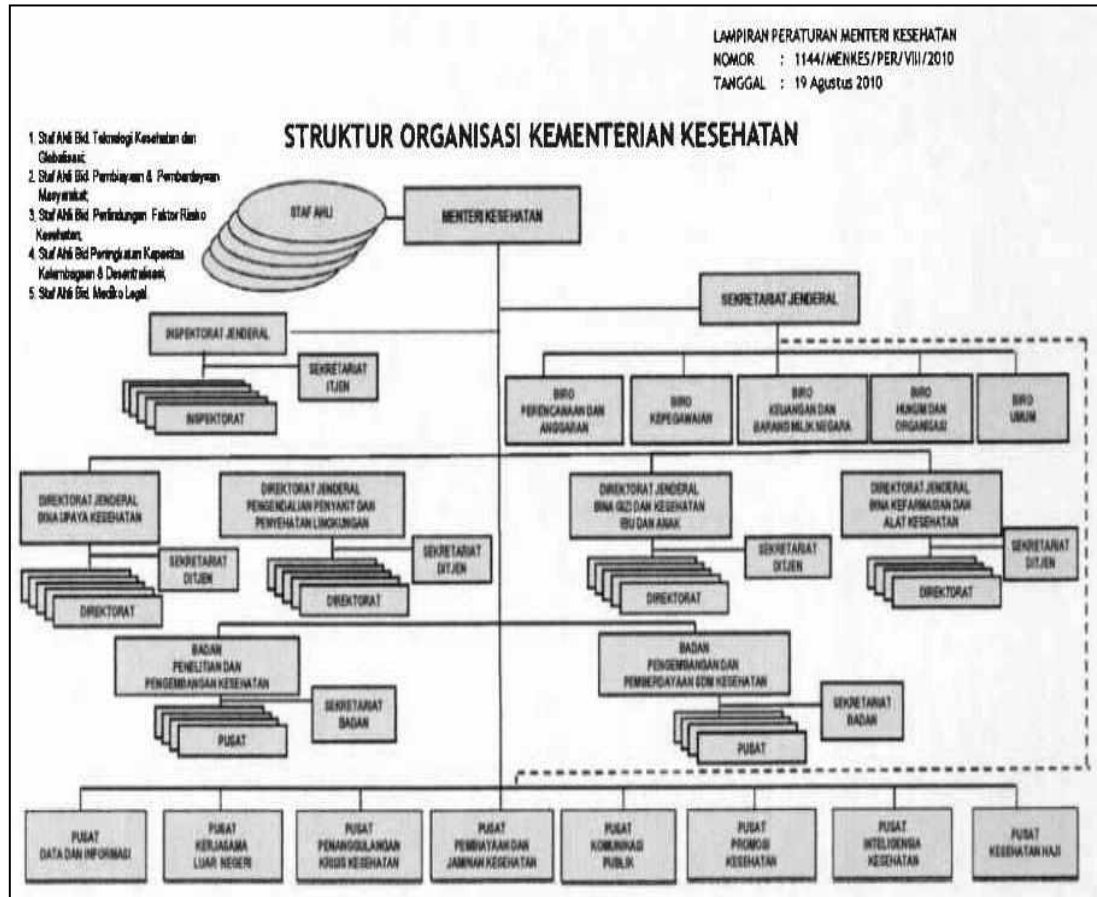 LAMPIRAN PERATURAN MENTERI KESEHATAN
NOMOR : 1144/MENKES/PER/VIII/2010
TANGGAL : 19 Agustus 2010
STRUKTUR ORGANISASI KEMENTERIAN KESEHATAN
1. Staf Ahli Bid. Teknologi Kesehatan dan
Globalisasi;
2. Staf Ahli Bid. Pembiayaan & Pemberdayaan
Masyarakat;
3. Staf Ahli Bid. Perlindungan Faktor Risiko
Kesehatan;
4. Staf Ahli Bid. Peningkatan Kapasitas
Kelembagaan & Desentralisasi;
5. Staf Ahli Bid. Mediko Legal.
STAF AHLI
MENTERI KESEHATAN
SEKRETARIAT JENDERAL
INSPEKTORAT JENDERAL
SEKRETARIAT
ITJEN
INSPEKTORAT
BIRO
PERENCANAAN DAN
ANGGARAN
BIRO
KEPEGAWAIAN
BIRO
KEUANGAN DAN
BARANG MILIK NEGARA
BIRO
HUKUM DAN
ORGANISASI
BIRO
UMUM
DIREKTORAT JENDERAL
BINA UPAYA KESEHATAN
SEKRETARIAT
DITJEN
DIREKTORAT
DIREKTORAT JENDERAL
PENGENDALIAN PENYAKIT DAN
PENYEHATAN LINGKUNGAN
SEKRETARIAT
DITJEN
DIREKTORAT
DIREKTORAT JENDERAL
BINA GIZI DAN KESEHATAN
IBU DAN ANAK
SEKRETARIAT
DITJEN
DIREKTORAT
DIREKTORAT JENDERAL
BINA KEFARMASIAN DAN
ALAT KESEHATAN
SEKRETARIAT
DITJEN
DIREKTORAT
BADAN
PENELITIAN DAN
PENGEMBANGAN KESEHATAN
SEKRETARIAT
BADAN
PUSAT
BADAN
PENGEMBANGAN DAN
PEMBERDAYAAN SDM KESEHATAN
SEKRETARIAT
BADAN
PUSAT
PUSAT
DATA DAN INFORMASI
PUSAT
KERJASAMA
LUAR NEGERI
PUSAT
PENANGGULANGAN
KRISIS KESEHATAN
PUSAT
PEMBIAYAAN DAN
JAMINAN KESEHATAN
PUSAT
KOMUNIKASI
PUBLIK
PUSAT
PROMOSI
KESEHATAN
PUSAT
INTELIGENSIA
KESEHATAN
PUSAT
KESEHATAN HAJI